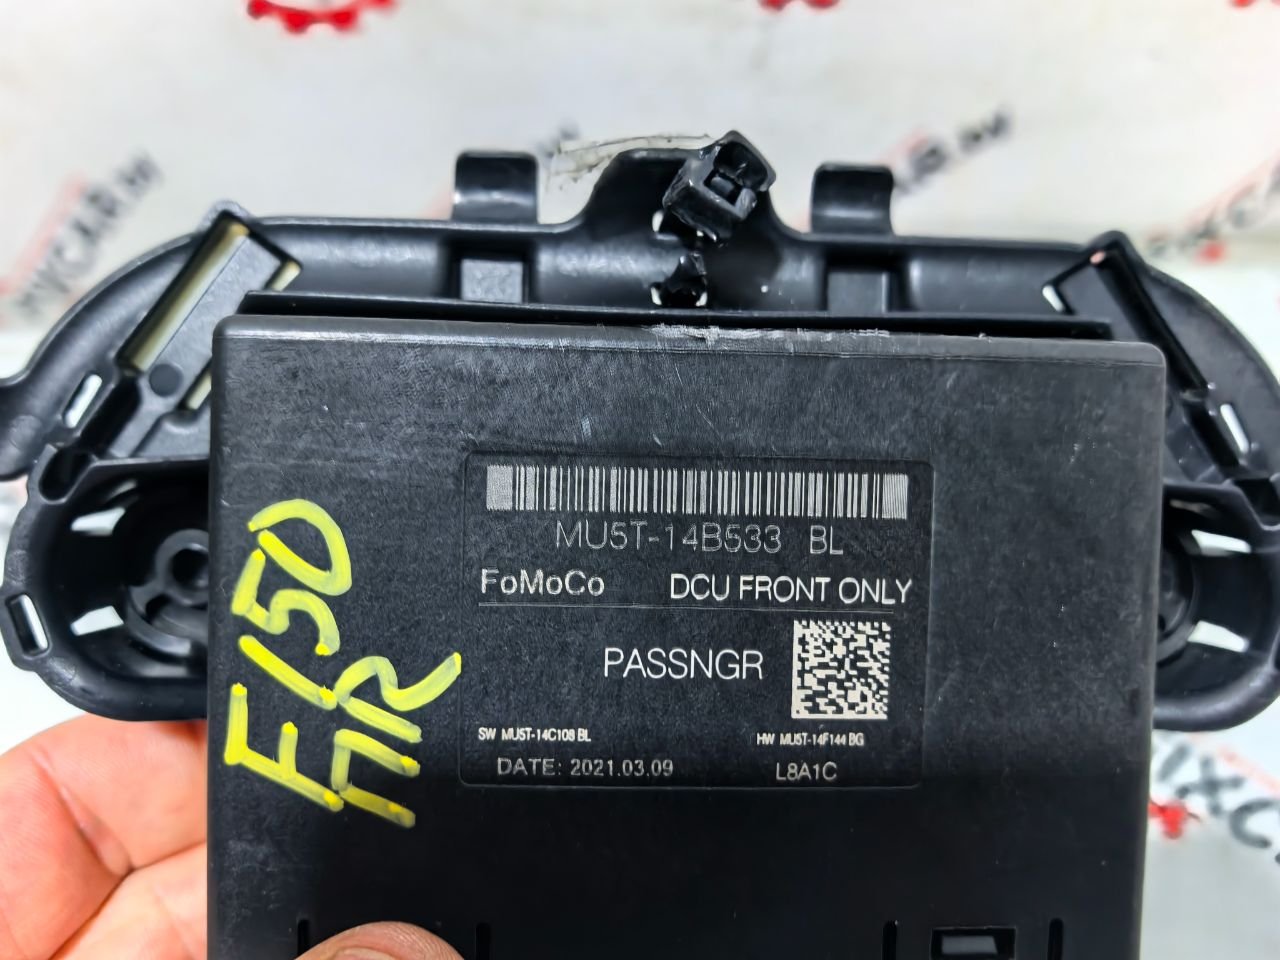 MU5T-14B533 BL
FoMoCo DCU FRONT ONLY
PASSNGR
SW MU5T-14C108 BL HW MU5T-14F144 BG
DATE: 2021.03.09 L8A1C
F150